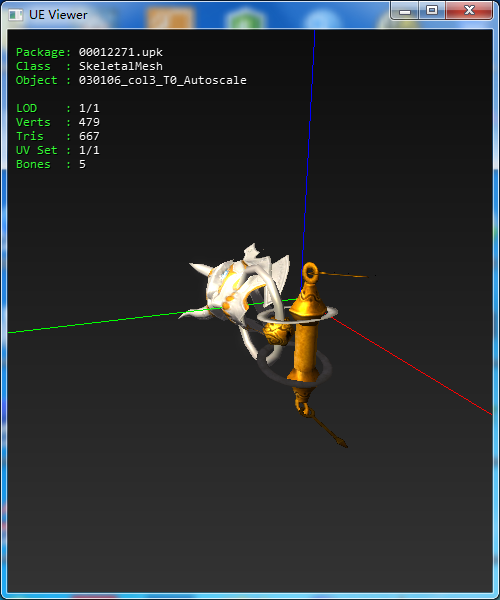 UE Viewer
Package: 00012271.upk
Class : SkeletalMesh
Object : 030106_col3_T0_Autoscale
LOD : 1/1
Verts : 479
Tris : 667
UV Set : 1/1
Bones : 5